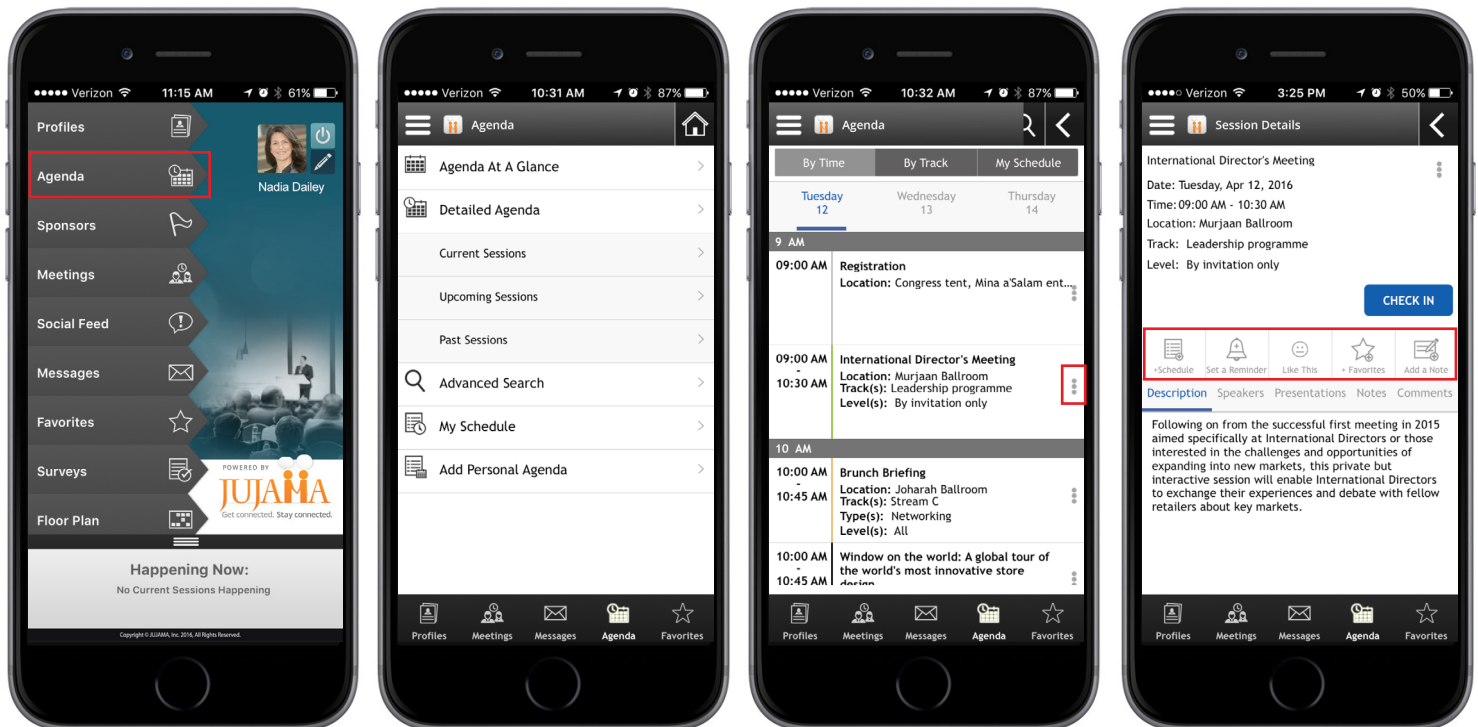 Verizon 11:15 AM 61%
Profiles
Agenda
Nadia Dailey
Sponsors
Meetings
Social Feed
Messages
Favorites
Surveys
POWERED BY
JUJAMA
Get connected. Stay connected.
Floor Plan
Happening Now:
No Current Sessions Happening
Copyright © JUJAMA, Inc. 2016, All Rights Reserved.
Verizon 10:31 AM 87%
Agenda
Agenda At A Glance
Detailed Agenda
Current Sessions
Upcoming Sessions
Past Sessions
Advanced Search
My Schedule
Add Personal Agenda
Profiles Meetings Messages Agenda Favorites
Verizon 10:32 AM 87%
Agenda
By Time By Track My Schedule
Tuesday Wednesday Thursday
12 13 14
9 AM
09:00 AM Registration
Location: Congress tent, Mina a'Salam ent...
09:00 AM International Director's Meeting
- Location: Murjaan Ballroom
10:30 AM Track(s): Leadership programme
Level(s): By invitation only
10 AM
10:00 AM Brunch Briefing
- Location: Joharah Ballroom
10:45 AM Track(s): Stream C
Type(s): Networking
Level(s): All
10:00 AM Window on the world: A global tour of
- the world's most innovative store
10:45 AM design
Profiles Meetings Messages Agenda Favorites
Verizon 3:25 PM 50%
Session Details
International Director's Meeting
Date: Tuesday, Apr 12, 2016
Time: 09:00 AM - 10:30 AM
Location: Murjaan Ballroom
Track: Leadership programme
Level: By invitation only
CHECK IN
+Schedule Set a Reminder Like This + Favorites Add a Note
Description Speakers Presentations Notes Comments
Following on from the successful first meeting in 2015
aimed specifically at International Directors or those
interested in the challenges and opportunities of
expanding into new markets, this private but
interactive session will enable International Directors
to exchange their experiences and debate with fellow
retailers about key markets.
Profiles Meetings Messages Agenda Favorites